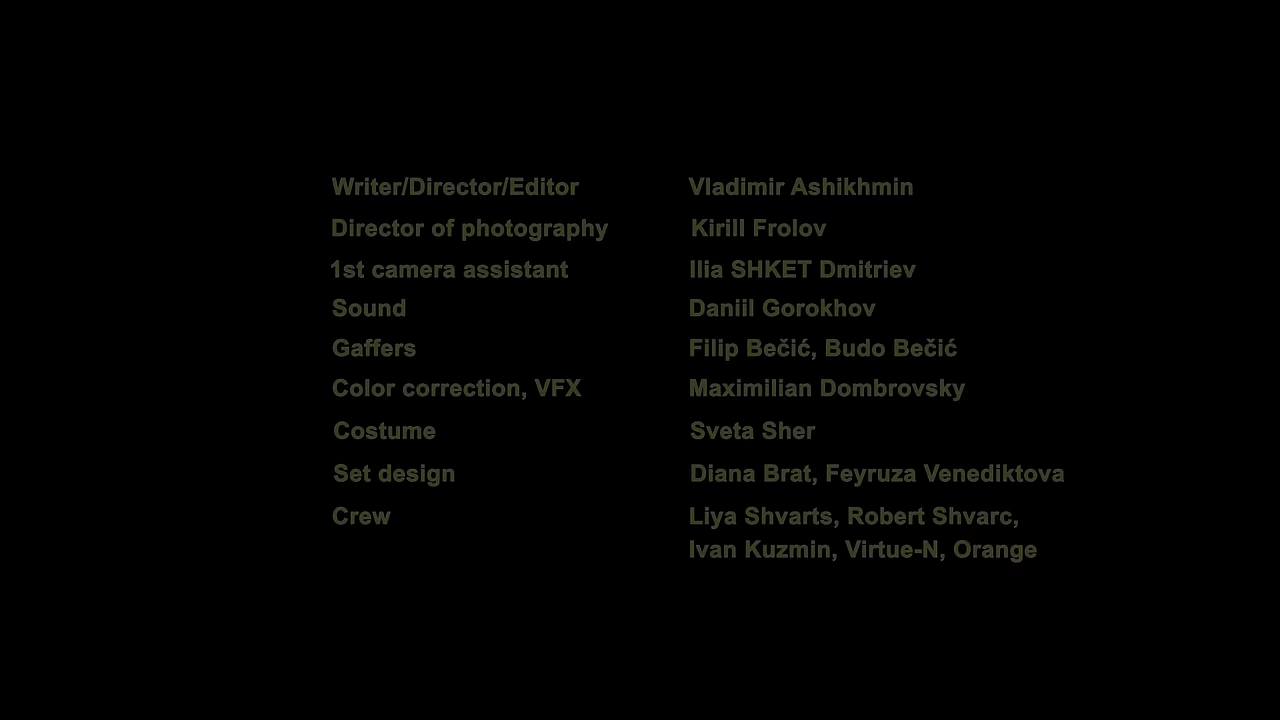 Writer/Director/Editor Vladimir Ashikhmin
Director of photography Kirill Frolov
1st camera assistant Ilia SHKET Dmitriev
Sound Daniil Gorokhov
Gaffers Filip Bečić, Budo Bečić
Color correction, VFX Maximilian Dombrovsky
Costume Sveta Sher
Set design Diana Brat, Feyruza Venediktova
Crew Liya Shvarts, Robert Shvarc,
Ivan Kuzmin, Virtue-N, Orange